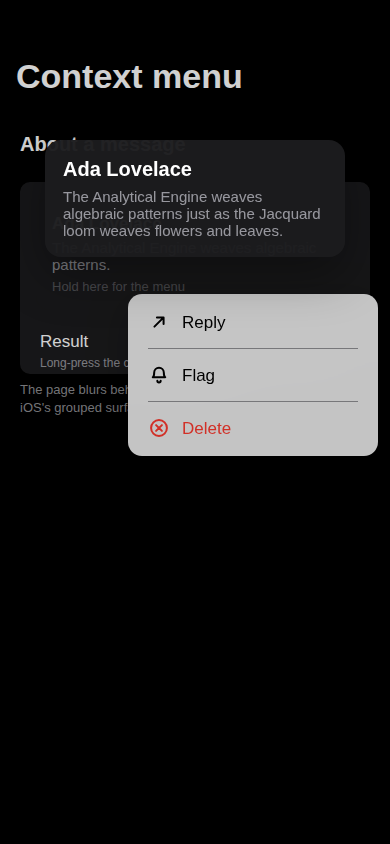 Context menu
About a message
Ada Lovelace
The Analytical Engine weaves
algebraic patterns just as the Jacquard
loom weaves flowers and leaves.
patterns.
Hold here for the menu
Result
Long-press the
The page blurs
iOS's grouped
Reply
Flag
Delete